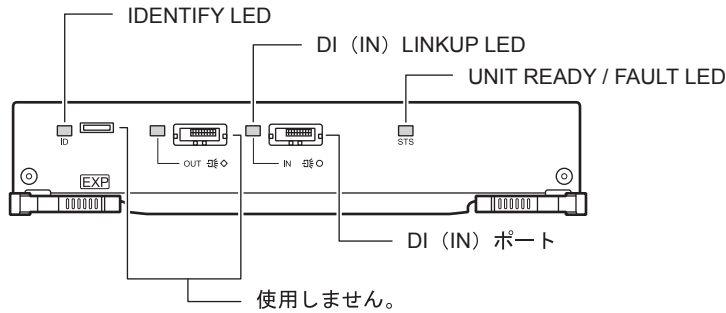 IDENTIFY LED
DI（IN）LINKUP LED
UNIT READY / FAULT LED
ID
OUT
IN
STS
EXP
DI（IN）ポート
使用しません。